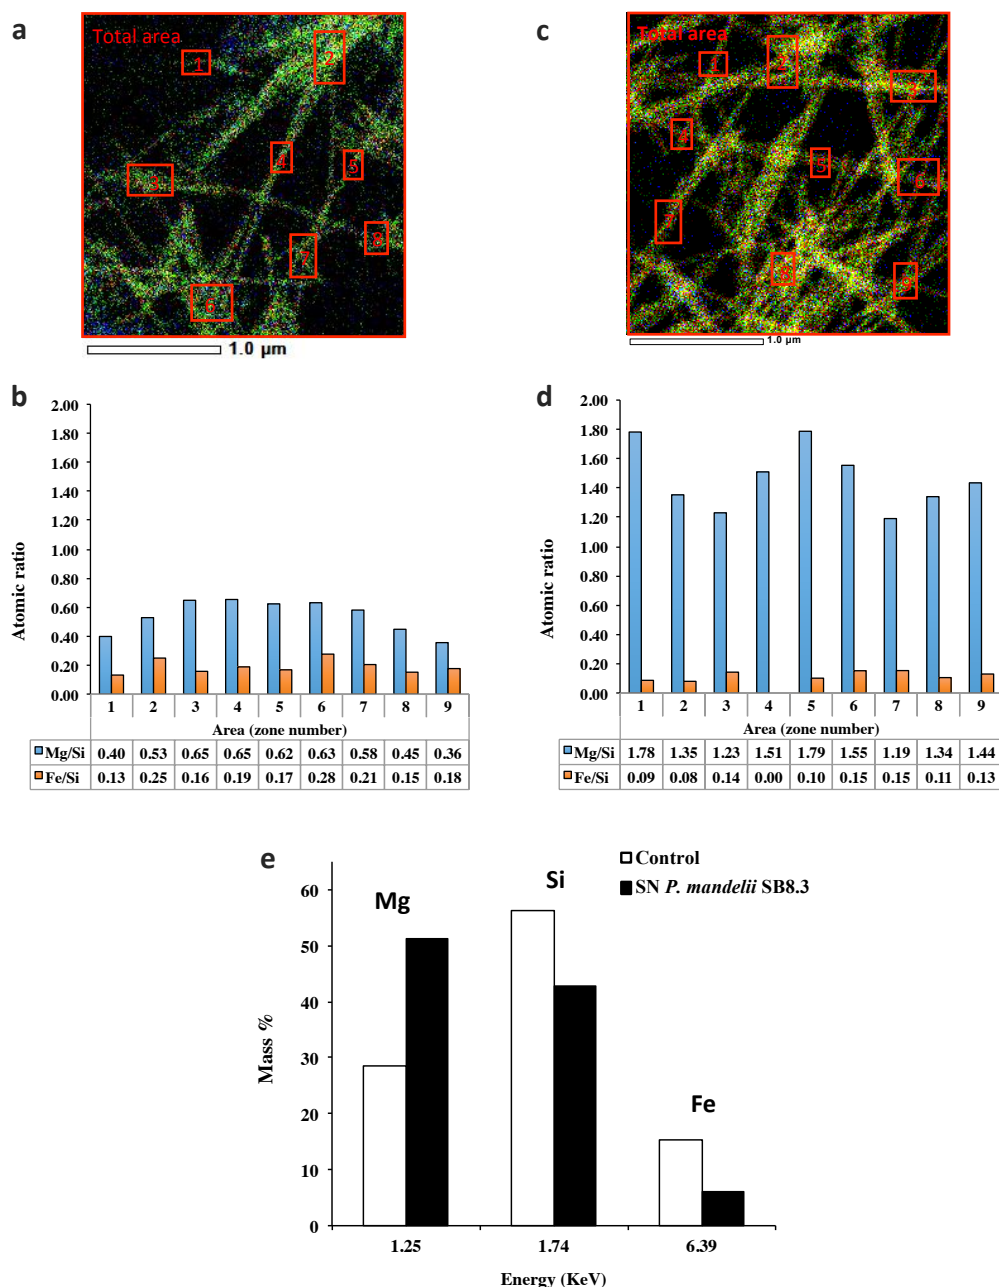 a
Total area
1
2
3
4
5
6
7
8
1.0 µm
c
Total area
1
2
3
4
5
6
7
8
9
1.0 µm
b
2.00
1.80
1.60
1.40
1.20
1.00
0.80
0.60
0.40
0.20
0.00
Atomic ratio
1 2 3 4 5 6 7 8 9
Area (zone number)
Mg/Si 0.40 0.53 0.65 0.65 0.62 0.63 0.58 0.45 0.36
Fe/Si 0.13 0.25 0.16 0.19 0.17 0.28 0.21 0.15 0.18
d
2.00
1.80
1.60
1.40
1.20
1.00
0.80
0.60
0.40
0.20
0.00
Atomic ratio
1 2 3 4 5 6 7 8 9
Area (zone number)
Mg/Si 1.78 1.35 1.23 1.51 1.79 1.55 1.19 1.34 1.44
Fe/Si 0.09 0.08 0.14 0.00 0.10 0.15 0.15 0.11 0.13
e
Control
SN P. mandelii SB8.3
Mg
Si
Fe
60
50
40
30
20
10
0
Mass %
1.25 1.74 6.39
Energy (KeV)